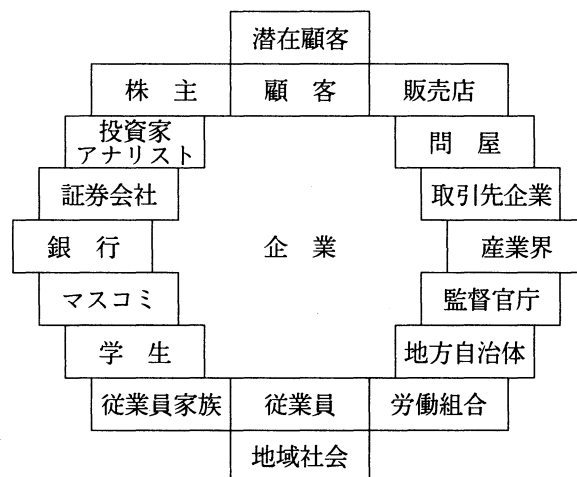 潜在顧客
株　主
顧　客
販売店
投資家
アナリスト
問　屋
証券会社
取引先企業
銀　行
企　業
産業界
マスコミ
監督官庁
学　生
地方自治体
従業員家族
従業員
労働組合
地域社会